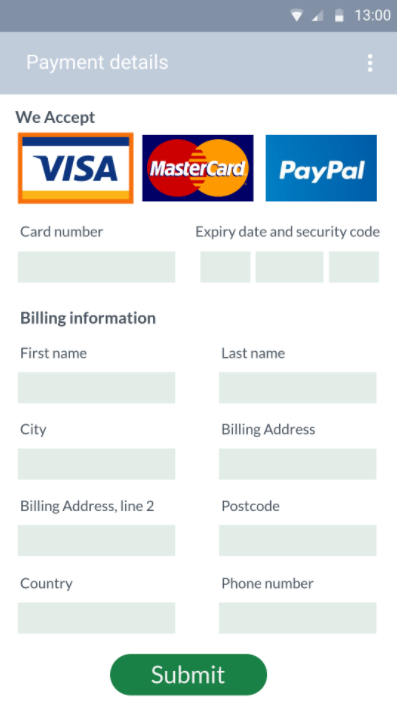 13:00
Payment details
We Accept
VISA MasterCard PayPal
Card number Expiry date and security code
Billing information
First name Last name
City Billing Address
Billing Address, line 2 Postcode
Country Phone number
Submit